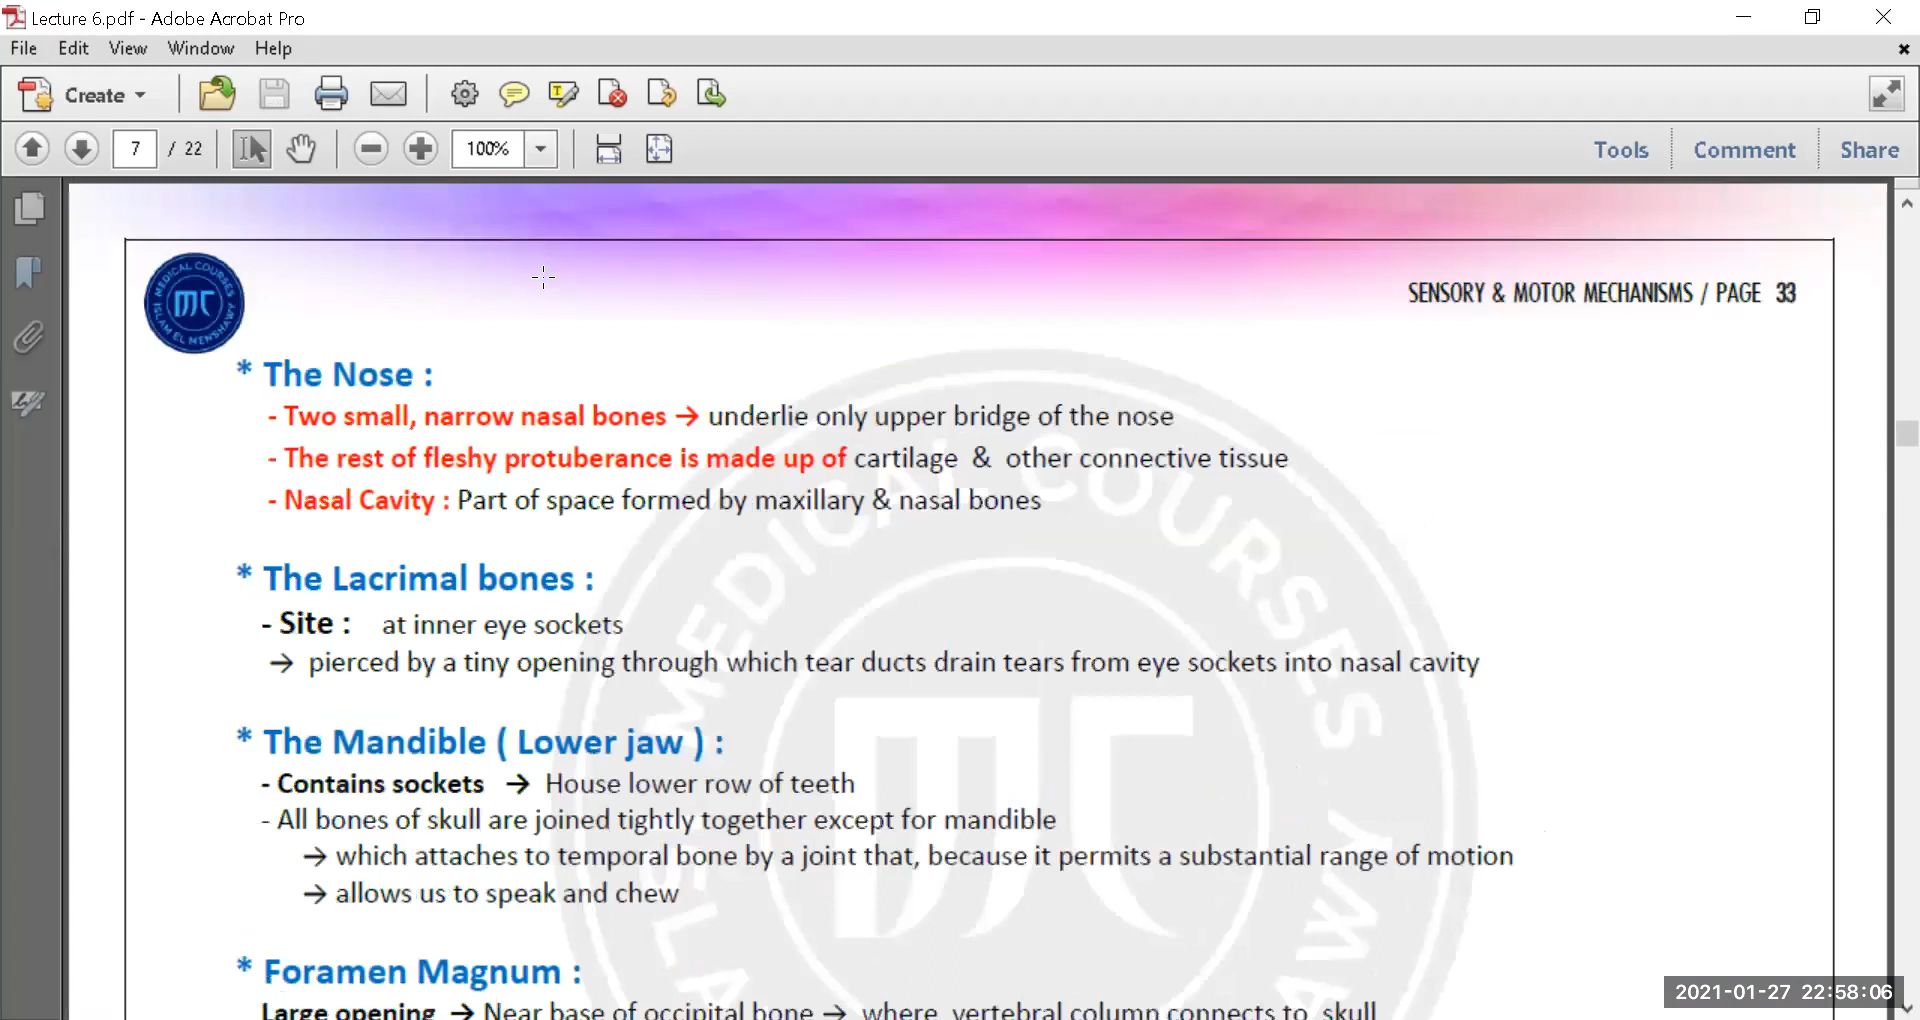 Lecture 6.pdf - Adobe Acrobat Pro
File Edit View Window Help
Create
7 / 22 100% Tools Comment Share
MEDICAL COURSES
ISLAM EL MENSHAWY
SENSORY & MOTOR MECHANISMS / PAGE 33
* The Nose :
- Two small, narrow nasal bones → underlie only upper bridge of the nose
- The rest of fleshy protuberance is made up of cartilage & other connective tissue
- Nasal Cavity : Part of space formed by maxillary & nasal bones
* The Lacrimal bones :
- Site : at inner eye sockets
→ pierced by a tiny opening through which tear ducts drain tears from eye sockets into nasal cavity
* The Mandible ( Lower jaw ) :
- Contains sockets → House lower row of teeth
- All bones of skull are joined tightly together except for mandible
→ which attaches to temporal bone by a joint that, because it permits a substantial range of motion
→ allows us to speak and chew
* Foramen Magnum :
Large opening → Near base of occipital bone → where vertebral column connects to skull
2021-01-27 22:58:06